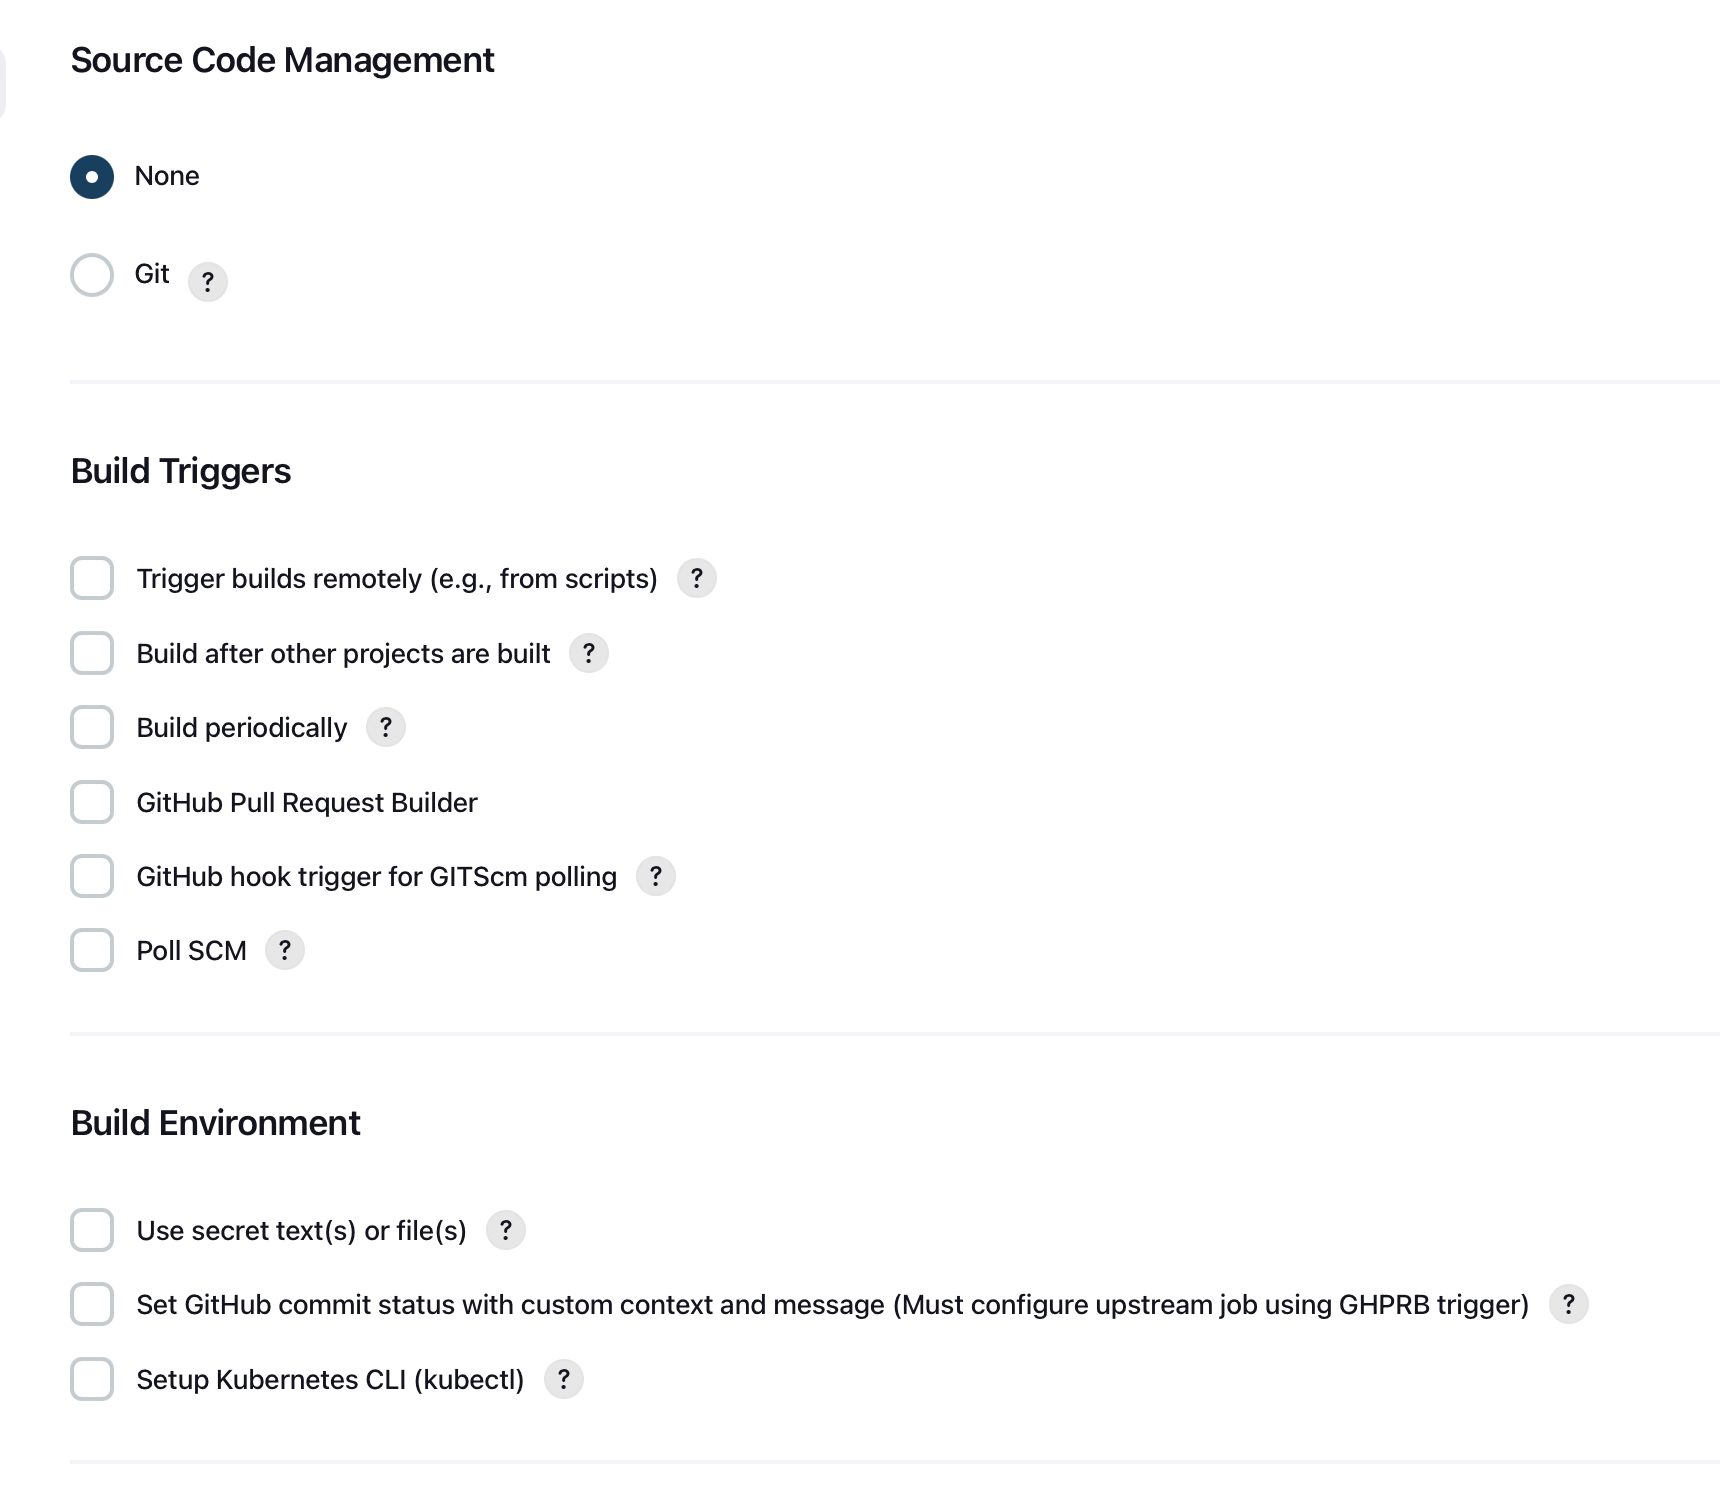 Source Code Management
None
Git ?
Build Triggers
Trigger builds remotely (e.g., from scripts) ?
Build after other projects are built ?
Build periodically ?
GitHub Pull Request Builder
GitHub hook trigger for GITScm polling ?
Poll SCM ?
Build Environment
Use secret text(s) or file(s) ?
Set GitHub commit status with custom context and message (Must configure upstream job using GHPRB trigger) ?
Setup Kubernetes CLI (kubectl) ?